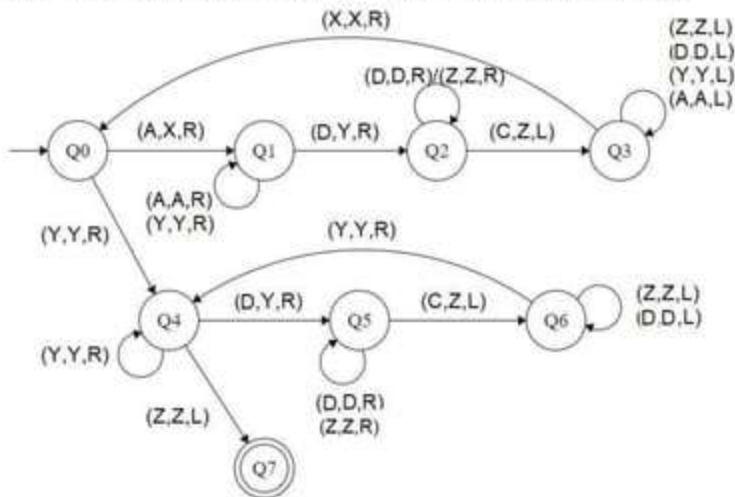 (X,X,R)
(Z,Z,L)
(D,D,L)
(Y,Y,L)
(A,A,L)
(D,D,R)/(Z,Z,R)
Q0
(A,X,R)
Q1
(D,Y,R)
Q2
(C,Z,L)
Q3
(A,A,R)
(Y,Y,R)
(Y,Y,R)
(Y,Y,R)
Q4
(D,Y,R)
Q5
(C,Z,L)
Q6
(Z,Z,L)
(D,D,L)
(Y,Y,R)
(D,D,R)
(Z,Z,R)
(Z,Z,L)
Q7